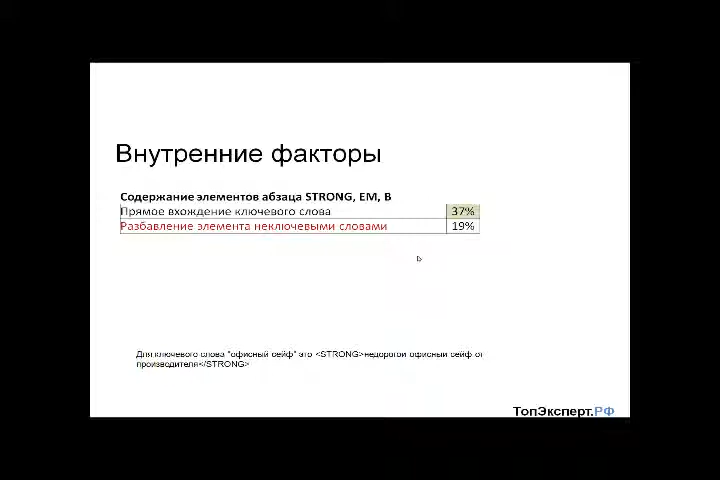 Внутренние факторы
Содержание элементов абзаца STRONG, EM, B
Прямое вхождение ключевого слова 37%
Разбавление элемента неключевыми словами 19%
Для ключевого слова "офисный сейф" это <STRONG>недорогой офисный сейф от
производителя</STRONG>
ТопЭксперт.РФ